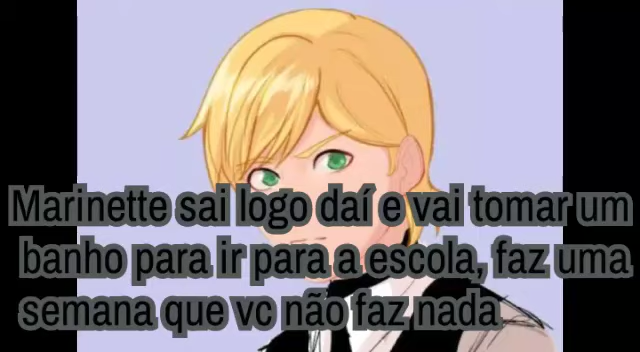 Marinette sai logo daí e vai tomar um
banho para ir para a escola, faz uma
semana que vc não faz nada